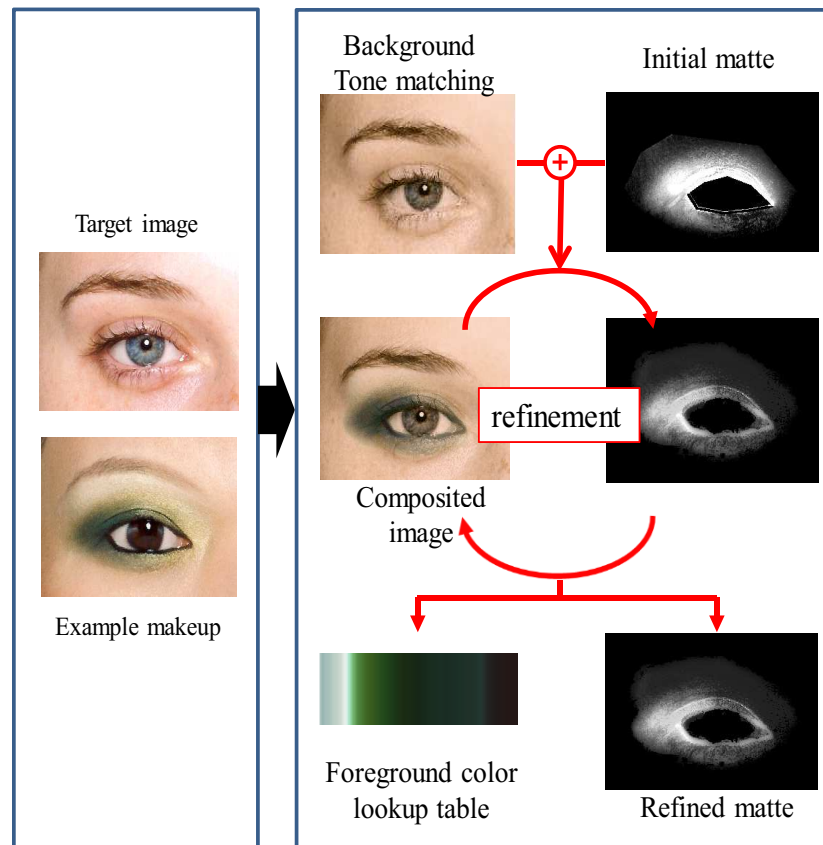 Target image
Example makeup
Background
Tone matching
Initial matte
refinement
Composited
image
Foreground color
lookup table
Refined matte